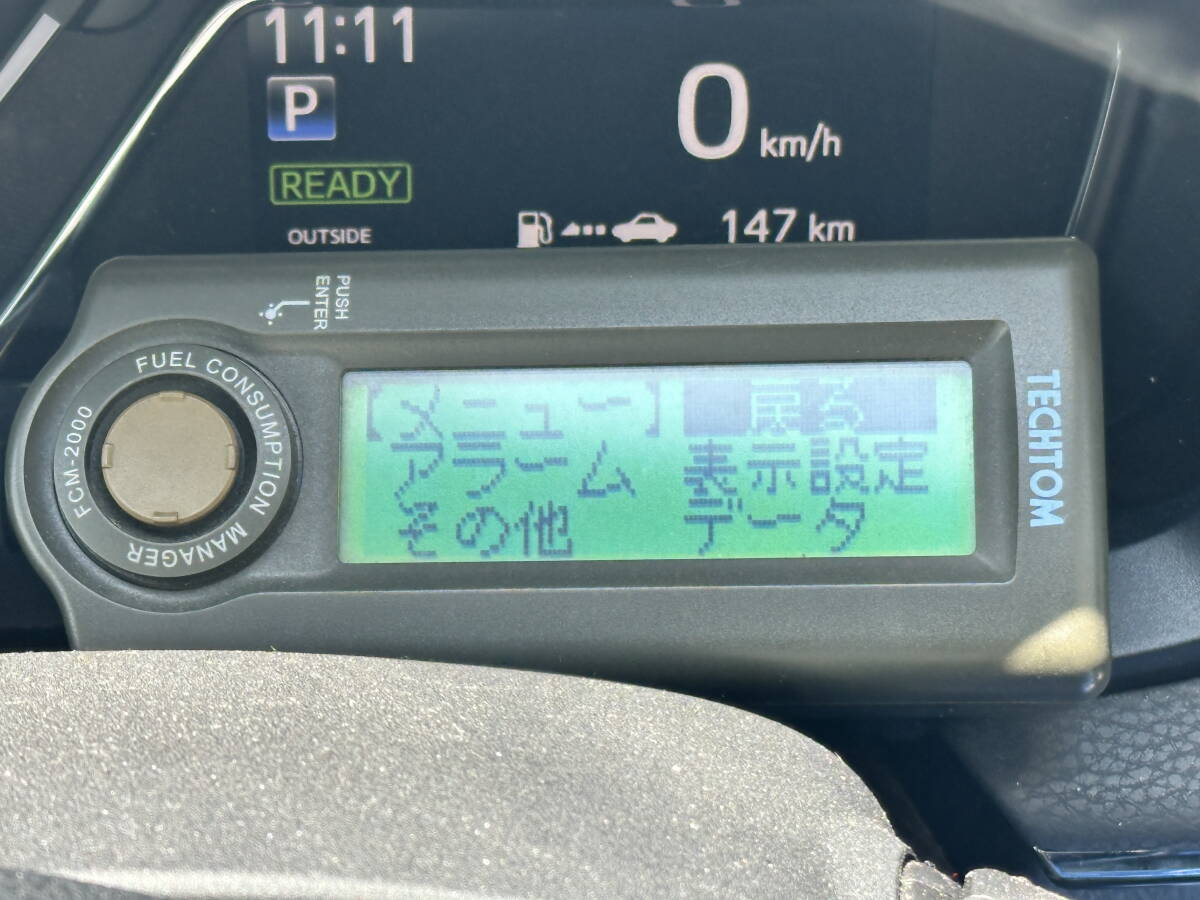 11:11
P
0 km/h
READY
OUTSIDE
147 km
PUSH
ENTER
FUEL CONSUMPTION MANAGER
FCM-2000
[メニュー] 戻る
アラーム 表示設定
その他 データ
TECHTOM